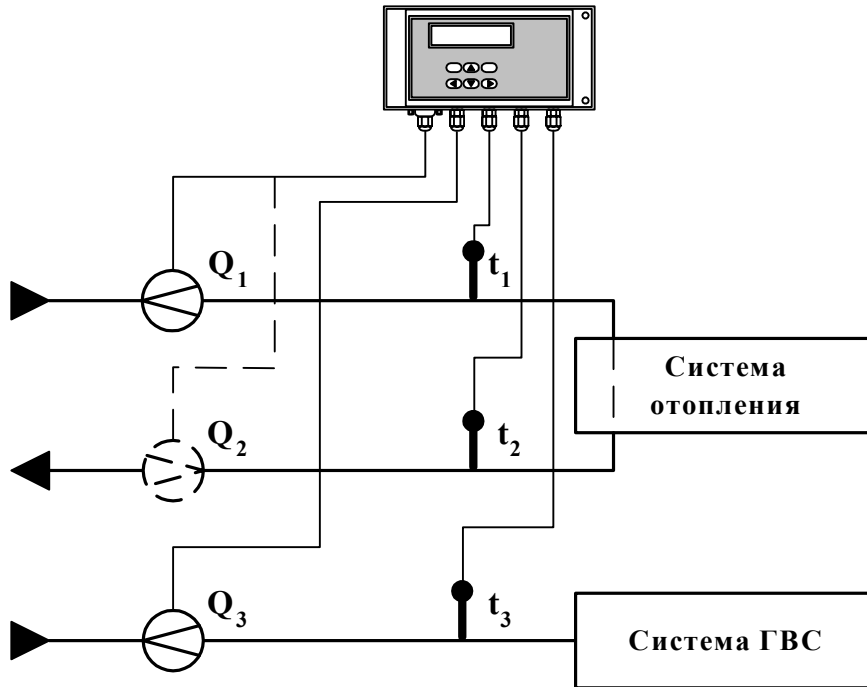 Q1
t1
Система
отопления
Q2
t2
Q3
t3
Система ГВС